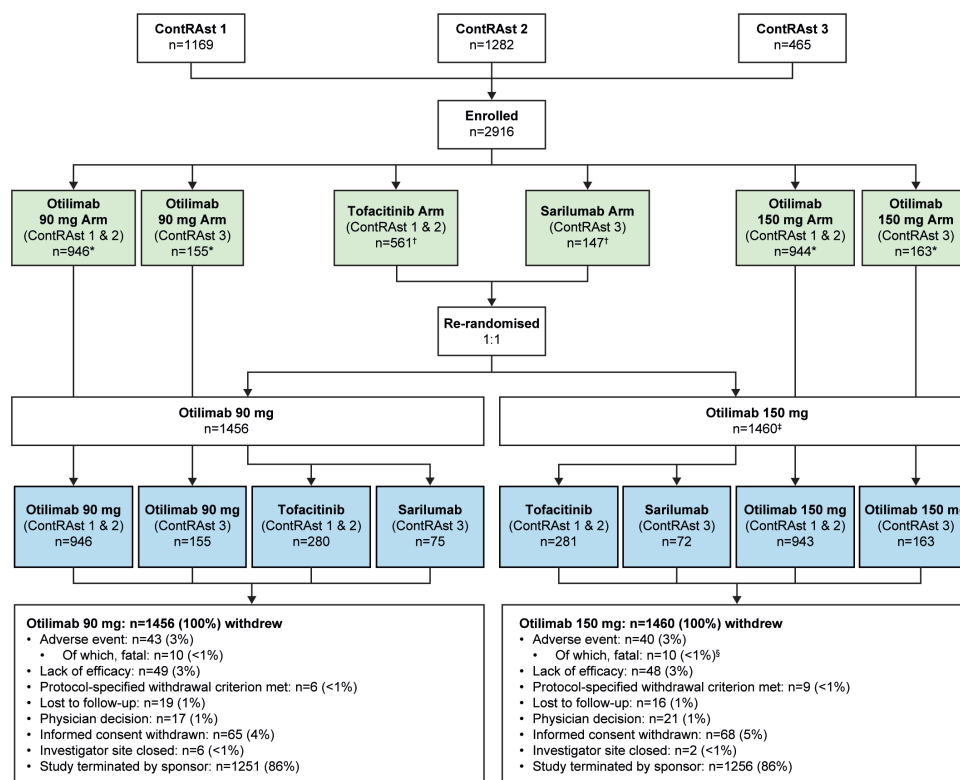 ContRAst 1
n=1169
ContRAst 2
n=1282
ContRAst 3
n=465
Enrolled
n=2916
Otilimab
90 mg Arm
(ContRAst 1 & 2)
n=946*
Otilimab
90 mg Arm
(ContRAst 3)
n=155*
Tofacitinib Arm
(ContRAst 1 & 2)
n=561†
Sarilumab Arm
(ContRAst 3)
n=147†
Otilimab
150 mg Arm
(ContRAst 1 & 2)
n=944*
Otilimab
150 mg Arm
(ContRAst 3)
n=163*
Re-randomised
1:1
Otilimab 90 mg
n=1456
Otilimab 150 mg
n=1460‡
Otilimab 90 mg
(ContRAst 1 & 2)
n=946
Otilimab 90 mg
(ContRAst 3)
n=155
Tofacitinib
(ContRAst 1 & 2)
n=280
Sarilumab
(ContRAst 3)
n=75
Tofacitinib
(ContRAst 1 & 2)
n=281
Sarilumab
(ContRAst 3)
n=72
Otilimab 150 mg
(ContRAst 1 & 2)
n=943
Otilimab 150 mg
(ContRAst 3)
n=163
Otilimab 90 mg: n=1456 (100%) withdrew
• Adverse event: n=43 (3%)
• Of which, fatal: n=10 (<1%)
• Lack of efficacy: n=49 (3%)
• Protocol-specified withdrawal criterion met: n=6 (<1%)
• Lost to follow-up: n=19 (1%)
• Physician decision: n=17 (1%)
• Informed consent withdrawn: n=65 (4%)
• Investigator site closed: n=6 (<1%)
• Study terminated by sponsor: n=1251 (86%)
Otilimab 150 mg: n=1460 (100%) withdrew
• Adverse event: n=40 (3%)
• Of which, fatal: n=10 (<1%)§
• Lack of efficacy: n=48 (3%)
• Protocol-specified withdrawal criterion met: n=9 (<1%)
• Lost to follow-up: n=16 (1%)
• Physician decision: n=21 (1%)
• Informed consent withdrawn: n=68 (5%)
• Investigator site closed: n=2 (<1%)
• Study terminated by sponsor: n=1256 (86%)